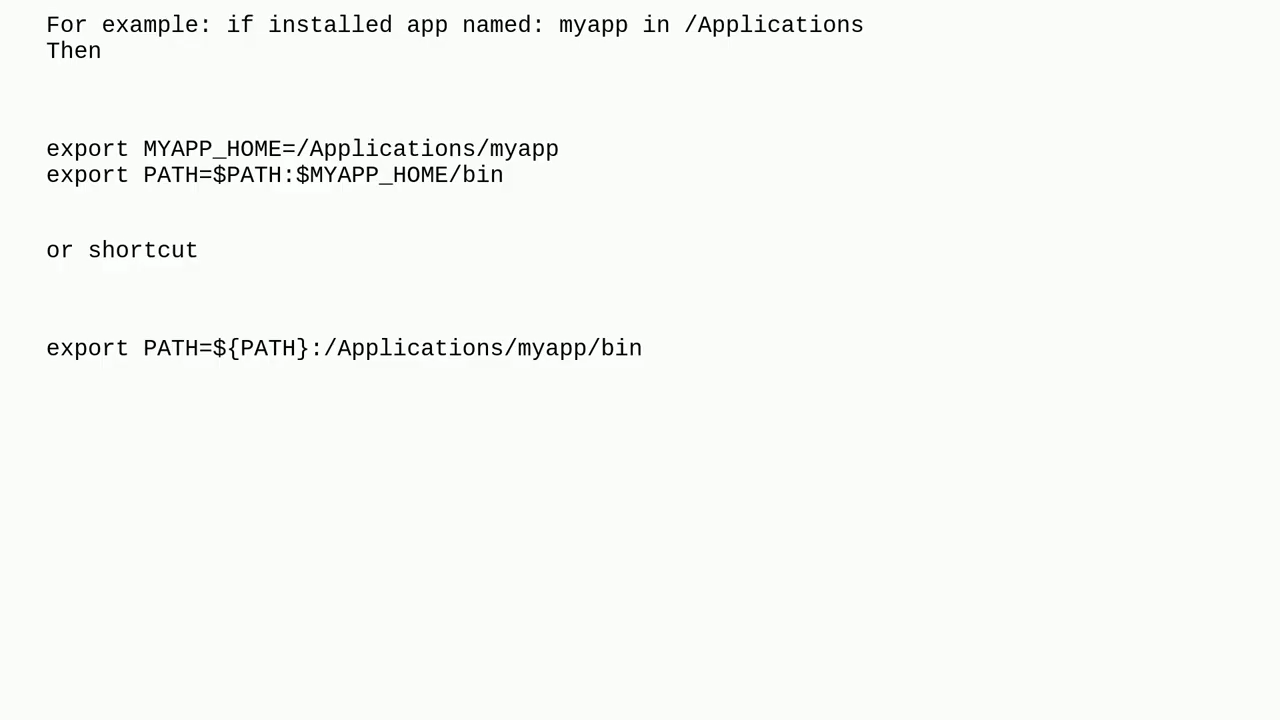 For example: if installed app named: myapp in /Applications
Then
export MYAPP_HOME=/Applications/myapp
export PATH=$PATH:$MYAPP_HOME/bin
or shortcut
export PATH=${PATH}:/Applications/myapp/bin